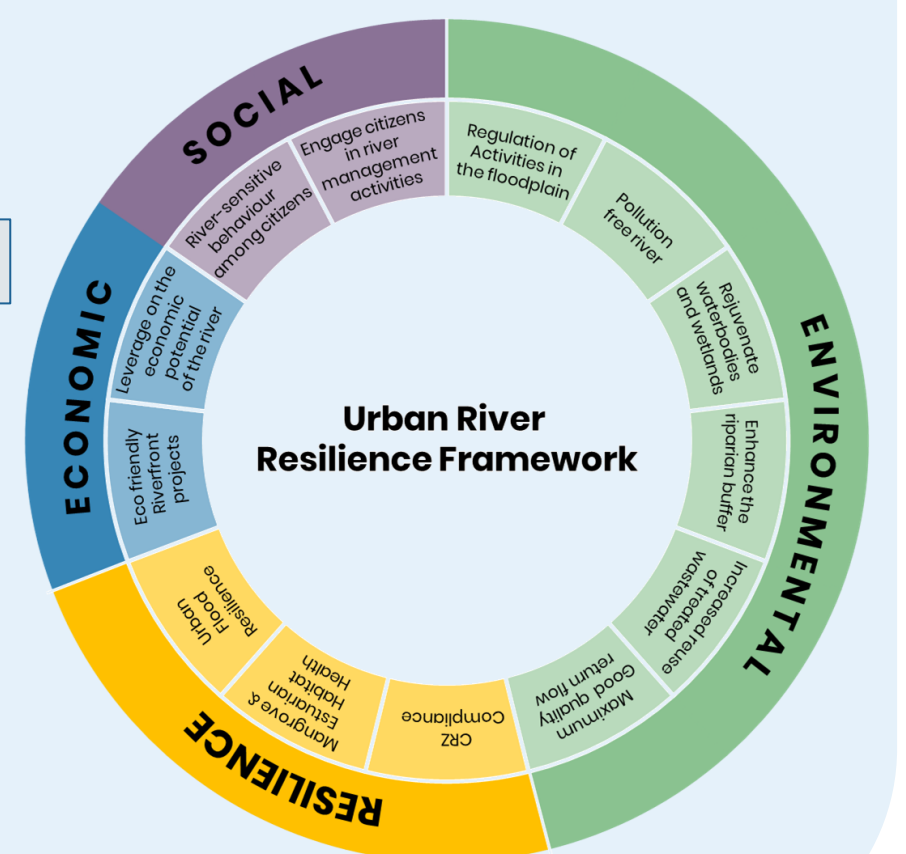 SOCIAL
Engage citizens
in river
management
activities
River-sensitive
behaviour
among citizens
ECONOMIC
Leverage on the
economic
potential
of the river
Eco friendly
Riverfront
projects
Urban River
Resilience Framework
ENVIRONMENTAL
Regulation of
Activities in
the floodplain
Pollution
free river
Rejuvenate
waterbodies
and wetlands
Enhance the
riparian buffer
Increased reuse
of treated
wastewater
Maximum
Good quality
return flow
RESILIENCE
CRZ
Compliance
Mangrove &
Estuarian
Habitat
Health
Urban
Flood
Resilience